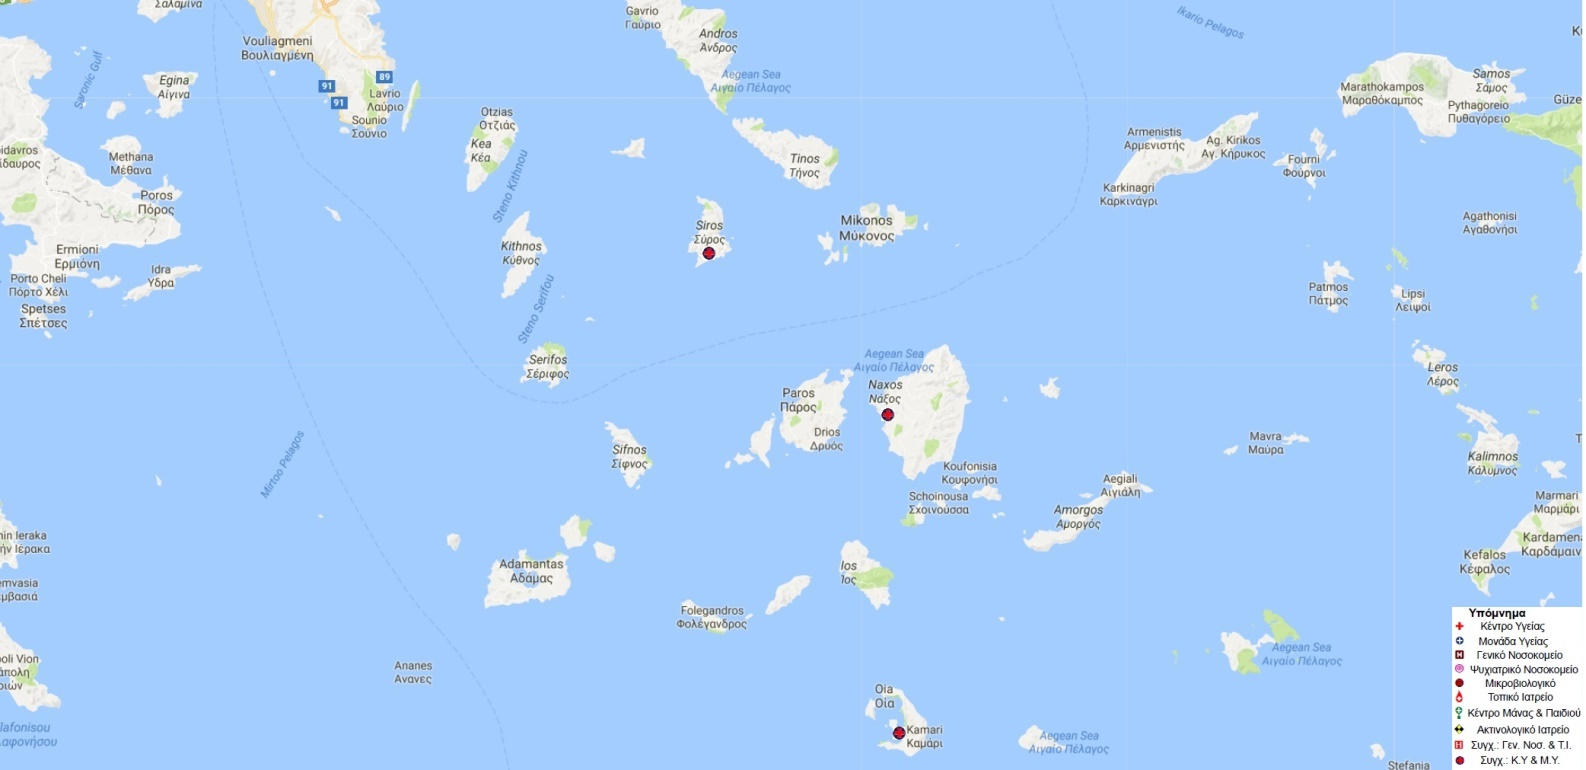 Σαλαμίνα
Gavrio
Γαύριο
Ikario Pelagos
Vouliagmeni
Βουλιαγμένη
Andros
Άνδρος
Saronic Gulf
Egina
Αίγινα
91
89
91
Lavrio
Λαύριο
Sounio
Σούνιο
Aegean Sea
Αιγαίο Πέλαγος
Samos
Σάμος
Marathokampos
Μαραθόκαμπος
Pythagoreio
Πυθαγόρειο
Güze
Otzias
Οτζιάς
Kea
Κέα
Armenistis
Αρμενιστής
Ag. Kirikos
Αγ. Κήρυκος
Fourni
Φούρνοι
Tinos
Τήνος
Methana
Μέθανα
Poros
Πόρος
Steno Kithnou
Karkinagri
Καρκινάγρι
Siros
Σύρος
Mikonos
Μύκονος
Agathonisi
Αγαθονήσι
Ermioni
Ερμιόνη
Kithnos
Κύθνος
Idra
Υδρα
Porto Cheli
Πόρτο Χέλι
Spetses
Σπέτσες
Steno Serifou
Patmos
Πάτμος
Lipsi
Λειψοί
Serifos
Σέριφος
Aegean Sea
Αιγαίο Πέλαγος
Leros
Λέρος
Paros
Πάρος
Naxos
Νάξος
Drios
Δρυός
Mirtoo Pelagos
Sifnos
Σίφνος
Mavra
Μαύρα
Kalimnos
Κάλυμνος
Koufonisia
Κουφονήσι
Schoinousa
Σχοινούσσα
Aegiali
Αιγιάλη
Amorgos
Αμοργός
Marmari
Μαρμάρι
Kardamen
Καρδάμαιν
Kefalos
Κέφαλος
Adamantas
Αδάμας
Ios
Ίος
Folegandros
Φολέγανδρος
Ananes
Ανανες
Aegean Sea
Αιγαίο Πέλαγος
Oia
Οία
Kamari
Καμάρι
Aegean Sea
Αιγαίο Πέλαγος
Stefania
Υπόμνημα
Κέντρο Υγείας
Μονάδα Υγείας
Γενικό Νοσοκομείο
Ψυχιατρικό Νοσοκομείο
Μικροβιολογικό
Τοπικό Ιατρείο
Κέντρο Μάνας & Παιδιού
Ακτινολογικό Ιατρείο
Συγχ.: Γεν. Νοσ. & Τ.Ι.
Συγχ.: Κ.Υ & Μ.Υ.